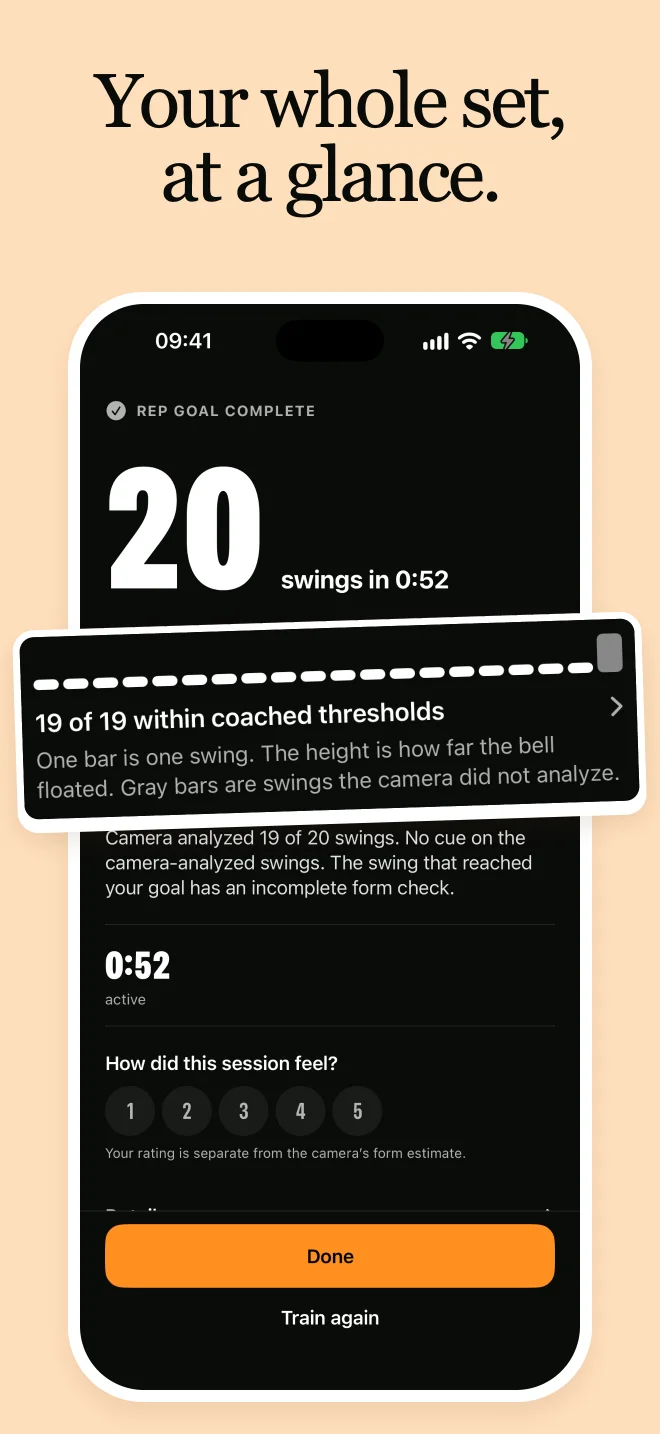 Your whole set,
at a glance.
09:41
REP GOAL COMPLETE
20
swings in 0:52
19 of 19 within coached thresholds
One bar is one swing. The height is how far the bell
floated. Gray bars are swings the camera did not analyze.
Camera analyzed 19 of 20 swings. No cue on the
camera-analyzed swings. The swing that reached
your goal has an incomplete form check.
0:52
active
How did this session feel?
1 2 3 4 5
Your rating is separate from the camera's form estimate.
Done
Train again